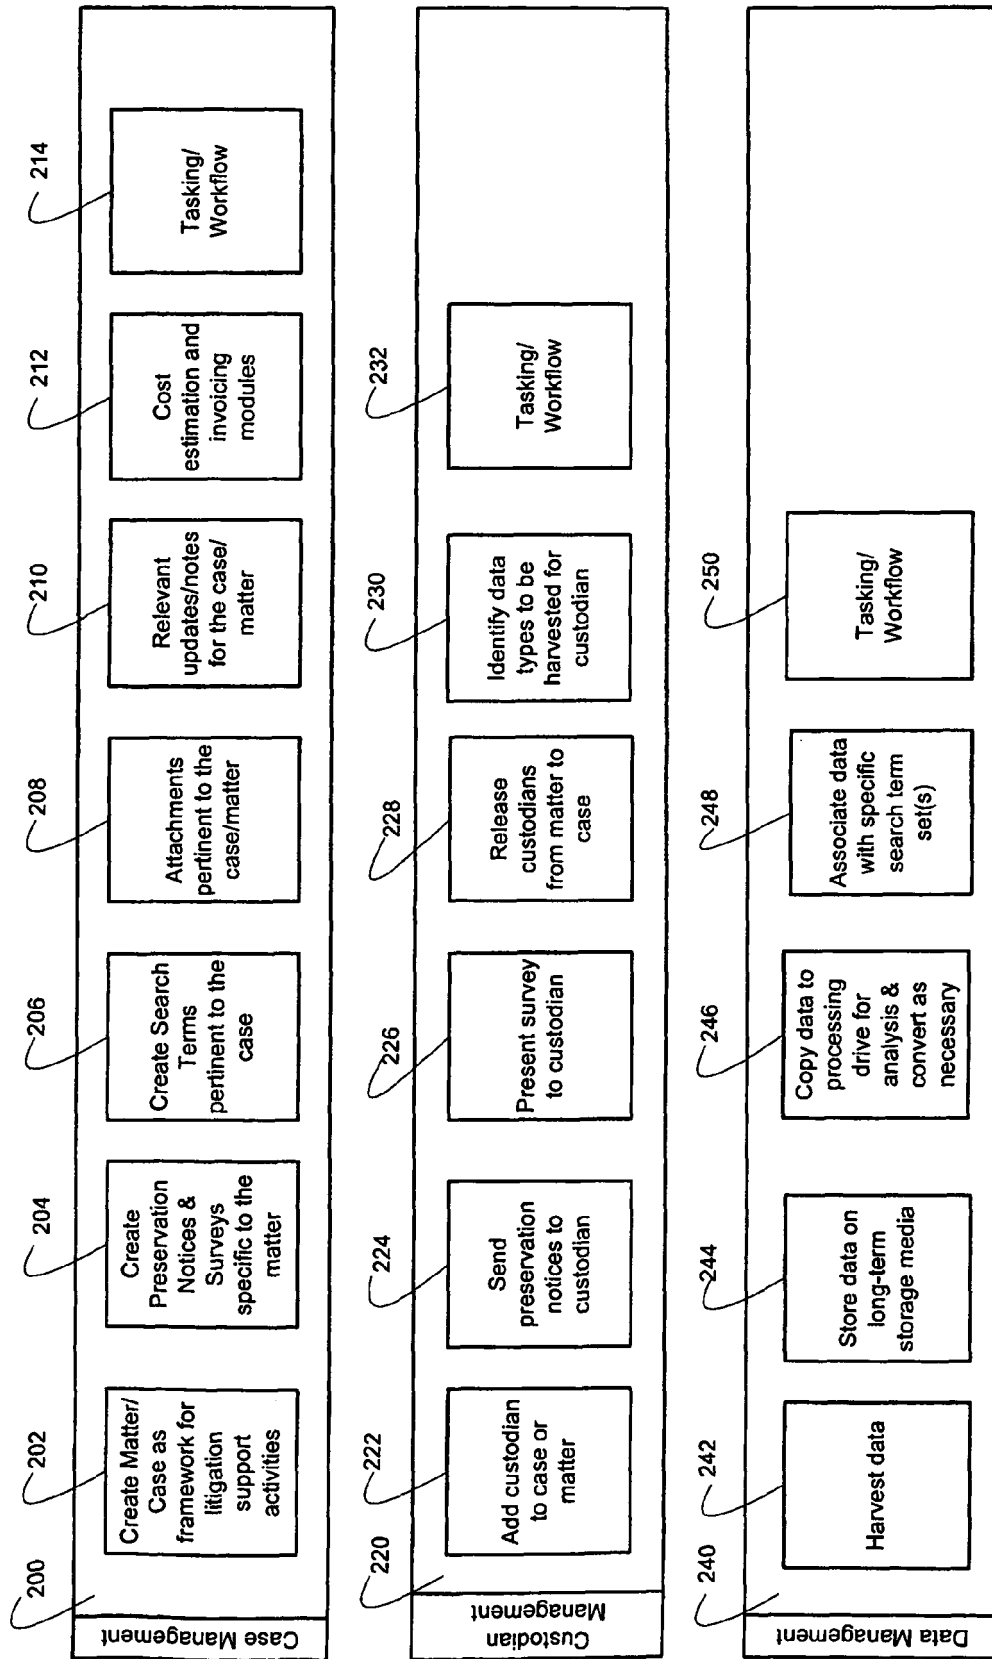 200
202
204
206
208
210
212
214
Case Management
Create Matter/
Case as
framework for
litigation
support
activities
Create
Preservation
Notices &
Surveys
specific to the
matter
Create Search
Terms
pertinent to the
case
Attachments
pertinent to the
case/matter
Relevant
updates/notes
for the case/
matter
Cost
estimation and
invoicing
modules
Tasking/
Workflow
220
222
224
226
228
230
232
Custodian
Management
Add custodian
to case or
matter
Send
preservation
notices to
custodian
Present survey
to custodian
Release
custodians
from matter to
case
Identify data
types to be
harvested for
custodian
Tasking/
Workflow
240
242
244
246
248
250
Data Management
Harvest data
Store data on
long-term
storage media
Copy data to
processing
drive for
analysis &
convert as
necessary
Associate data
with specific
search term
set(s)
Tasking/
Workflow